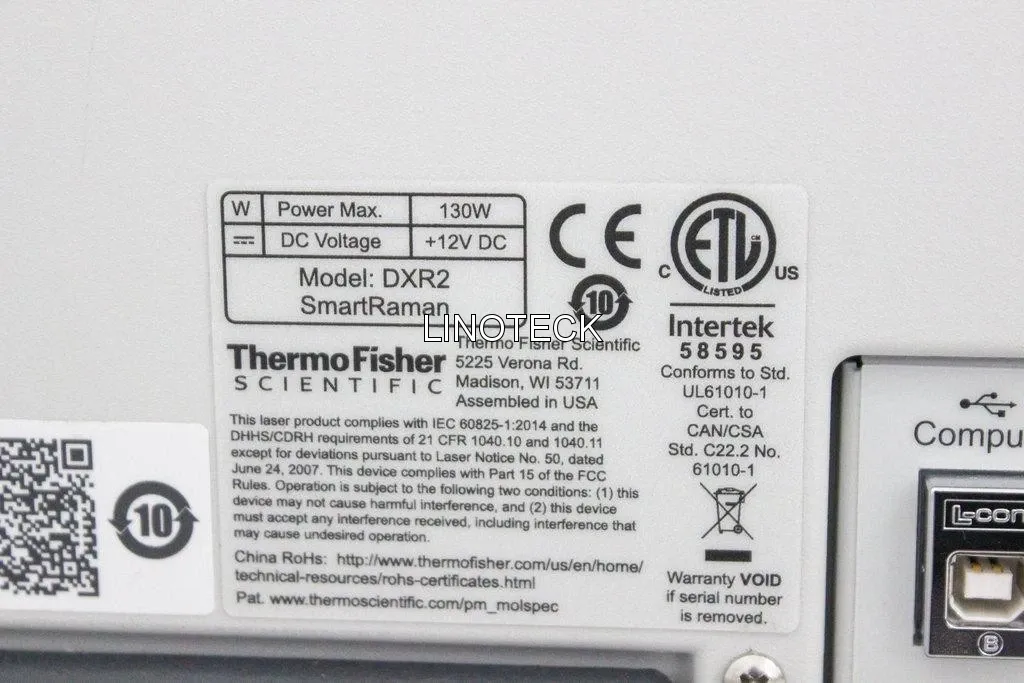 W Power Max. 130W
DC Voltage +12V DC
Model: DXR2
SmartRaman
CE
10
C ETL CM US
LISTED
Intertek
58595
Conforms to Std.
UL61010-1
Cert. to
CAN/CSA
Std. C22.2 No.
61010-1
LINOTECK
ThermoFisher
SCIENTIFIC
Thermo Fisher Scientific
5225 Verona Rd.
Madison, WI 53711
Assembled in USA
This laser product complies with IEC 60825-1:2014 and the
DHHS/CDRH requirements of 21 CFR 1040.10 and 1040.11
except for deviations pursuant to Laser Notice No. 50, dated
June 24, 2007. This device complies with Part 15 of the FCC
Rules. Operation is subject to the following two conditions: (1) this
device may not cause harmful interference, and (2) this device
must accept any interference received, including interference that
may cause undesired operation.
China RoHs: http://www.thermofisher.com/us/en/home/
technical-resources/rohs-certificates.html
Pat. www.thermoscientific.com/pm_molspec
Warranty VOID
if serial number
is removed.
10
Compu
L-com
B